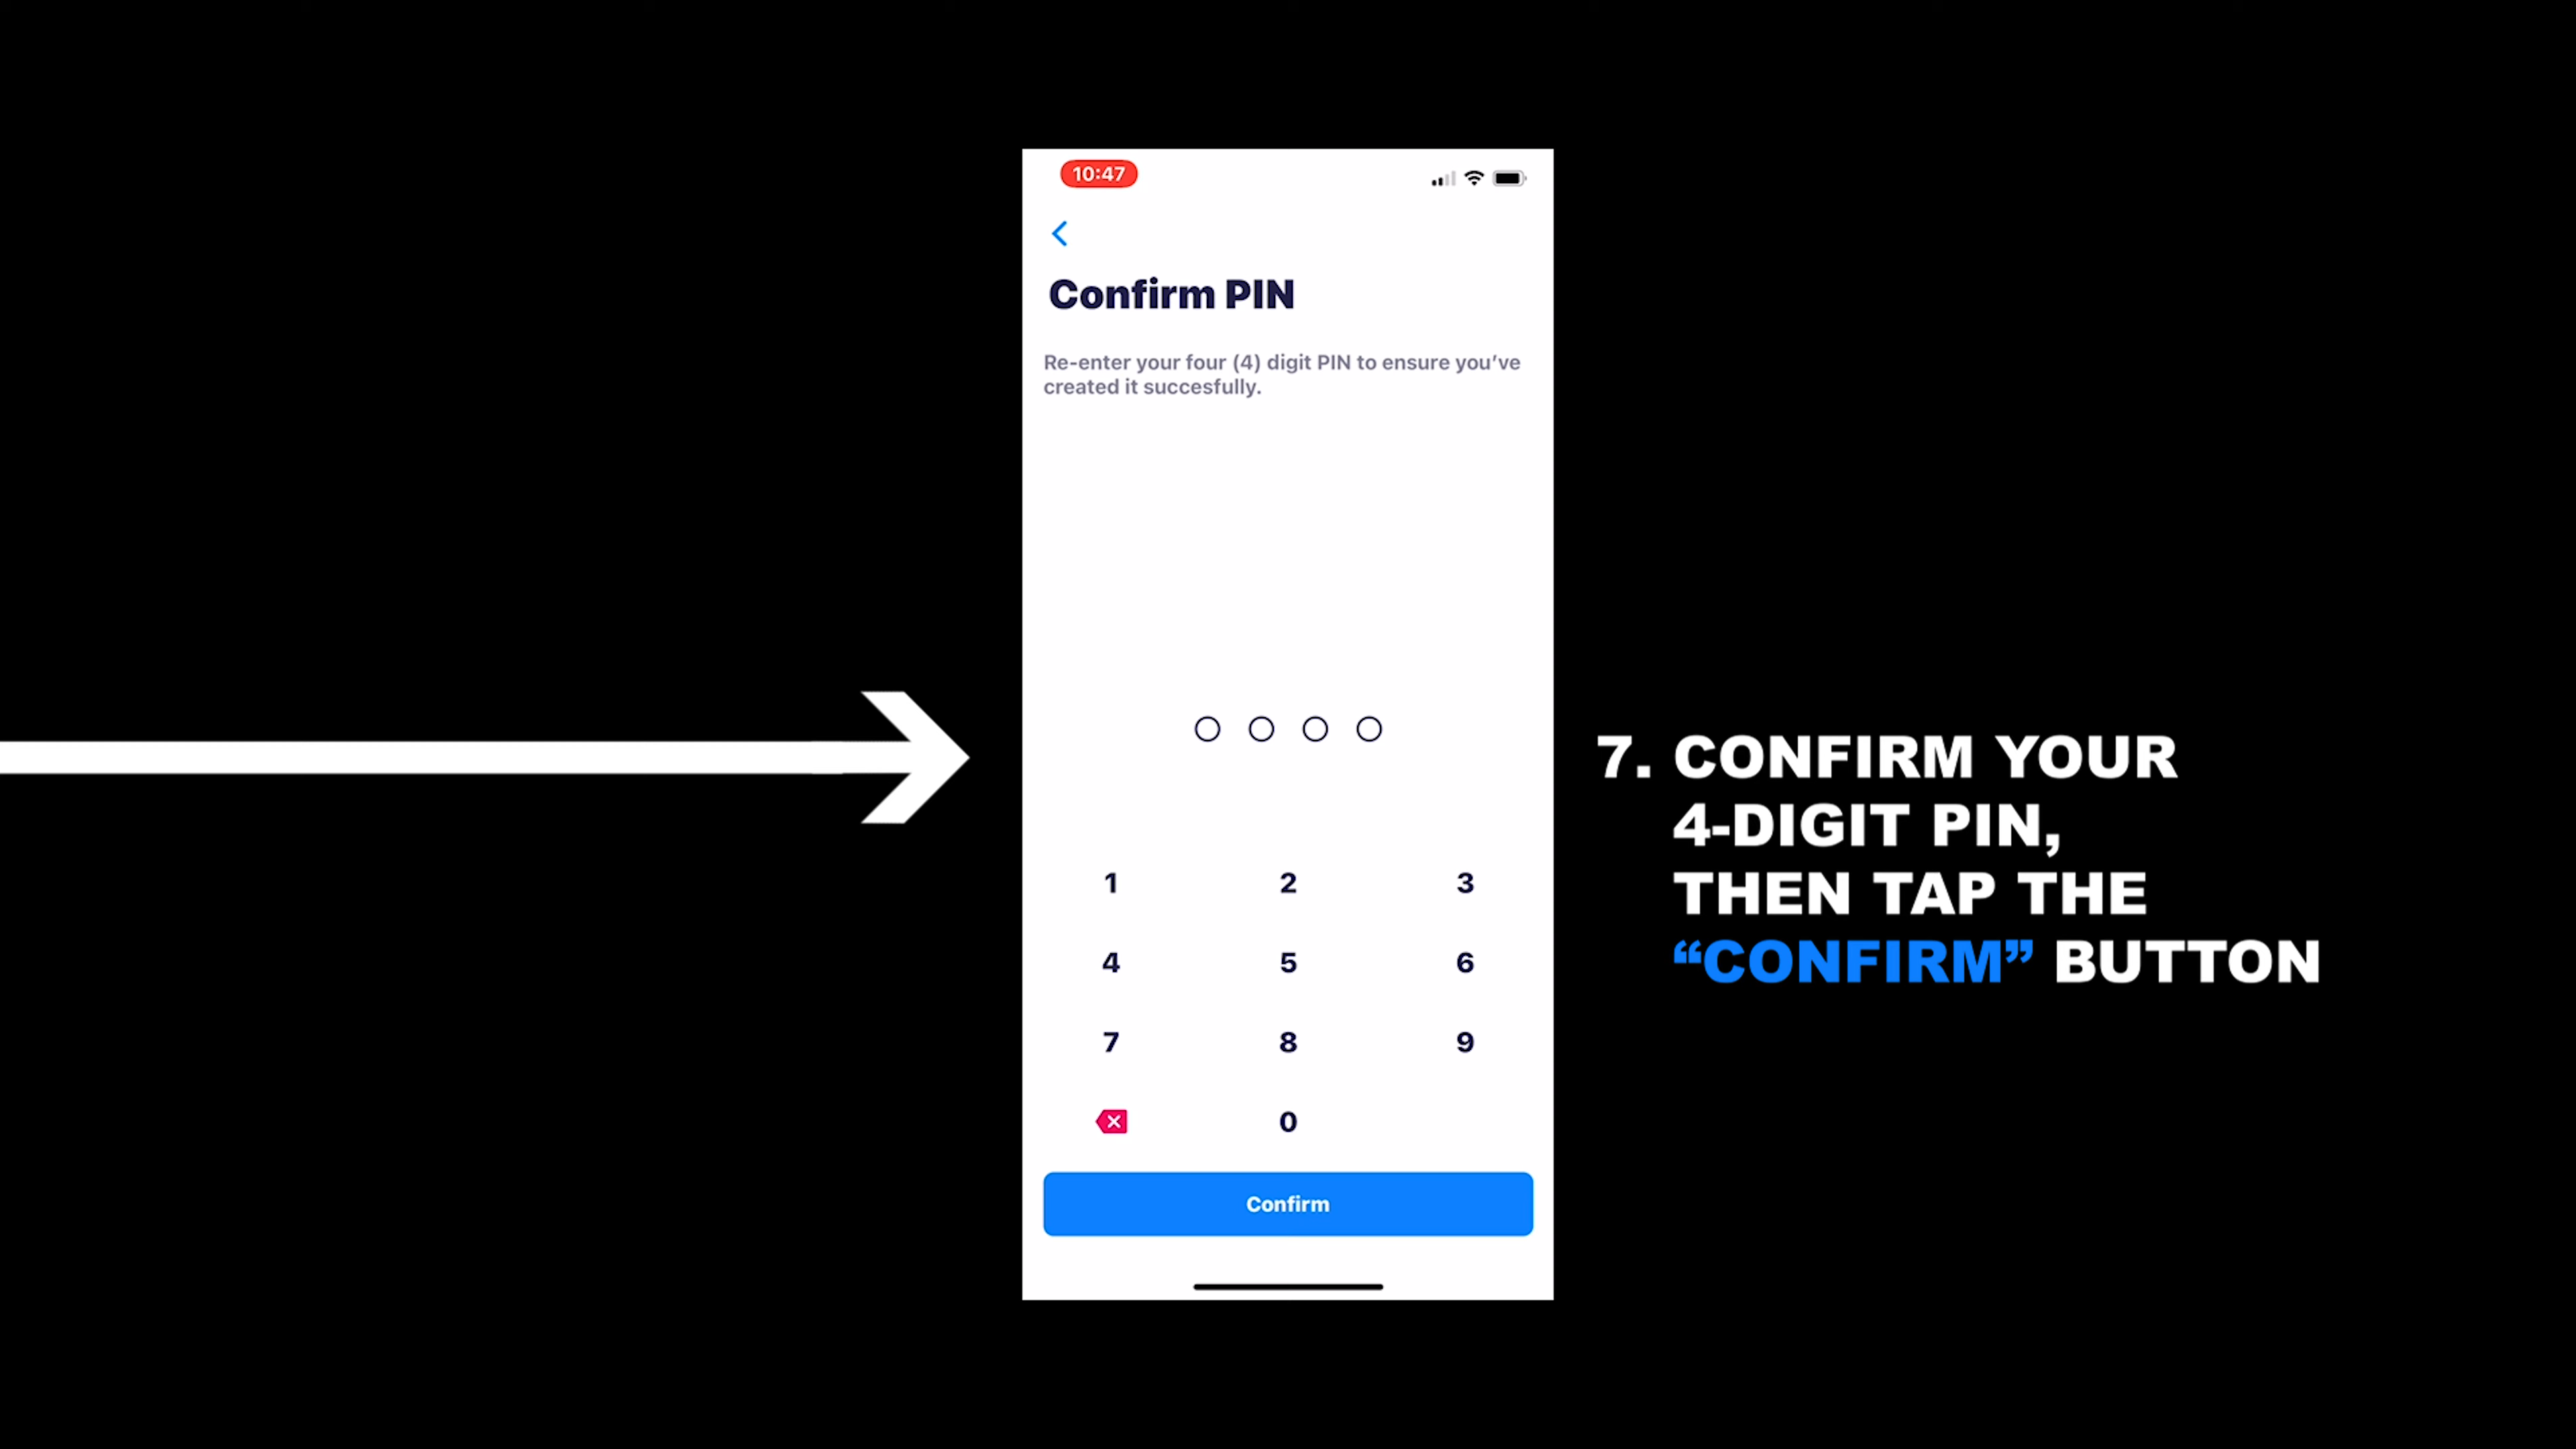 10:47
Confirm PIN
Re-enter your four (4) digit PIN to ensure you’ve
created it succesfully.
1 2 3
4 5 6
7 8 9
0
Confirm
7. CONFIRM YOUR
4-DIGIT PIN,
THEN TAP THE
“CONFIRM” BUTTON